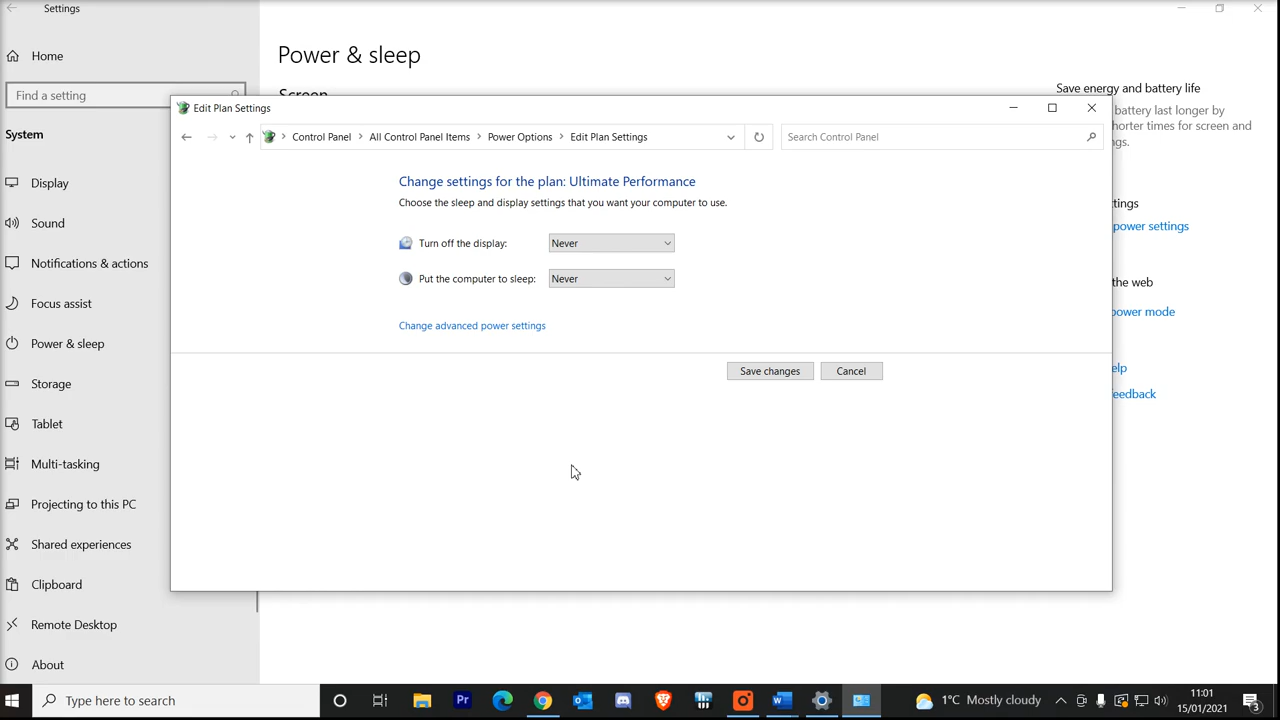 Settings
Home
Find a setting
System
Display
Sound
Notifications & actions
Focus assist
Power & sleep
Storage
Tablet
Multi-tasking
Projecting to this PC
Shared experiences
Clipboard
Remote Desktop
About
Power & sleep
Screen
Save energy and battery life
battery last longer by
horter times for screen and
gs.
ttings
power settings
the web
power mode
elp
eedback
Edit Plan Settings
Control Panel > All Control Panel Items > Power Options > Edit Plan Settings
Search Control Panel
Change settings for the plan: Ultimate Performance
Choose the sleep and display settings that you want your computer to use.
Turn off the display: Never
Put the computer to sleep: Never
Change advanced power settings
Save changes Cancel
Type here to search
Pr
1°C Mostly cloudy
11:01
15/01/2021
3